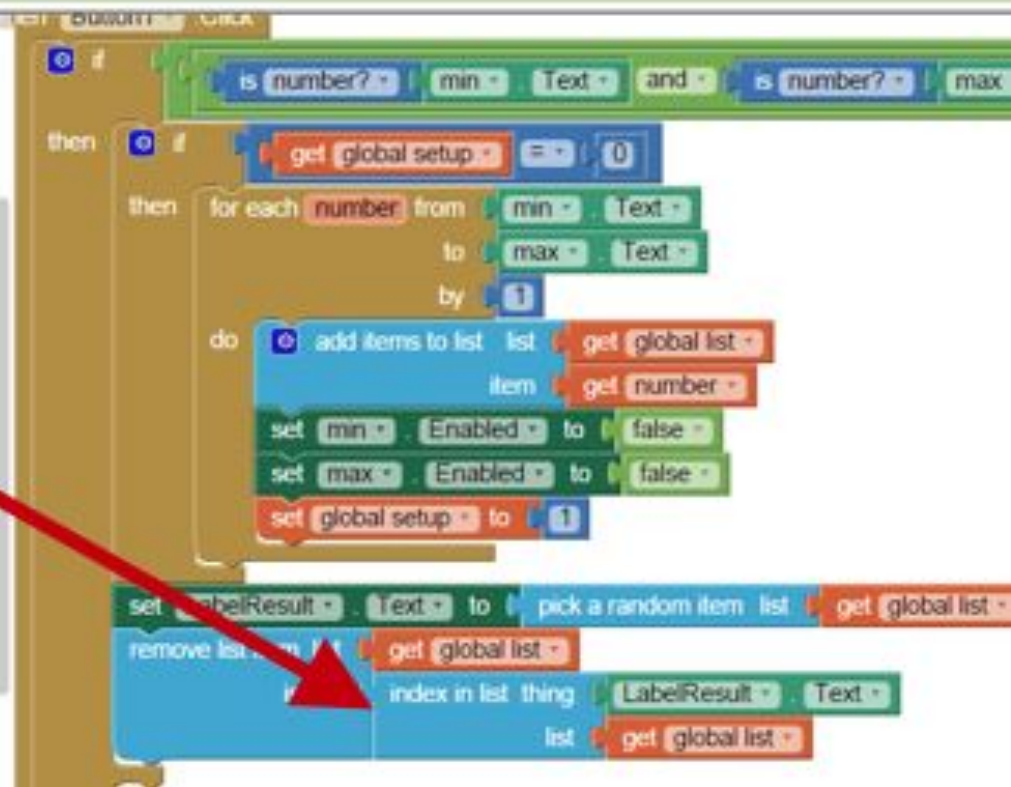 Button1 Click
if is number? min . Text and is number? max
then if get global setup = 0
then for each number from min . Text
to max . Text
by 1
do add items to list list get global list
item get number
set min . Enabled to false
set max . Enabled to false
set global setup to 1
set LabelResult . Text to pick a random item list get global list
remove list item list get global list
index in list thing LabelResult . Text
list get global list